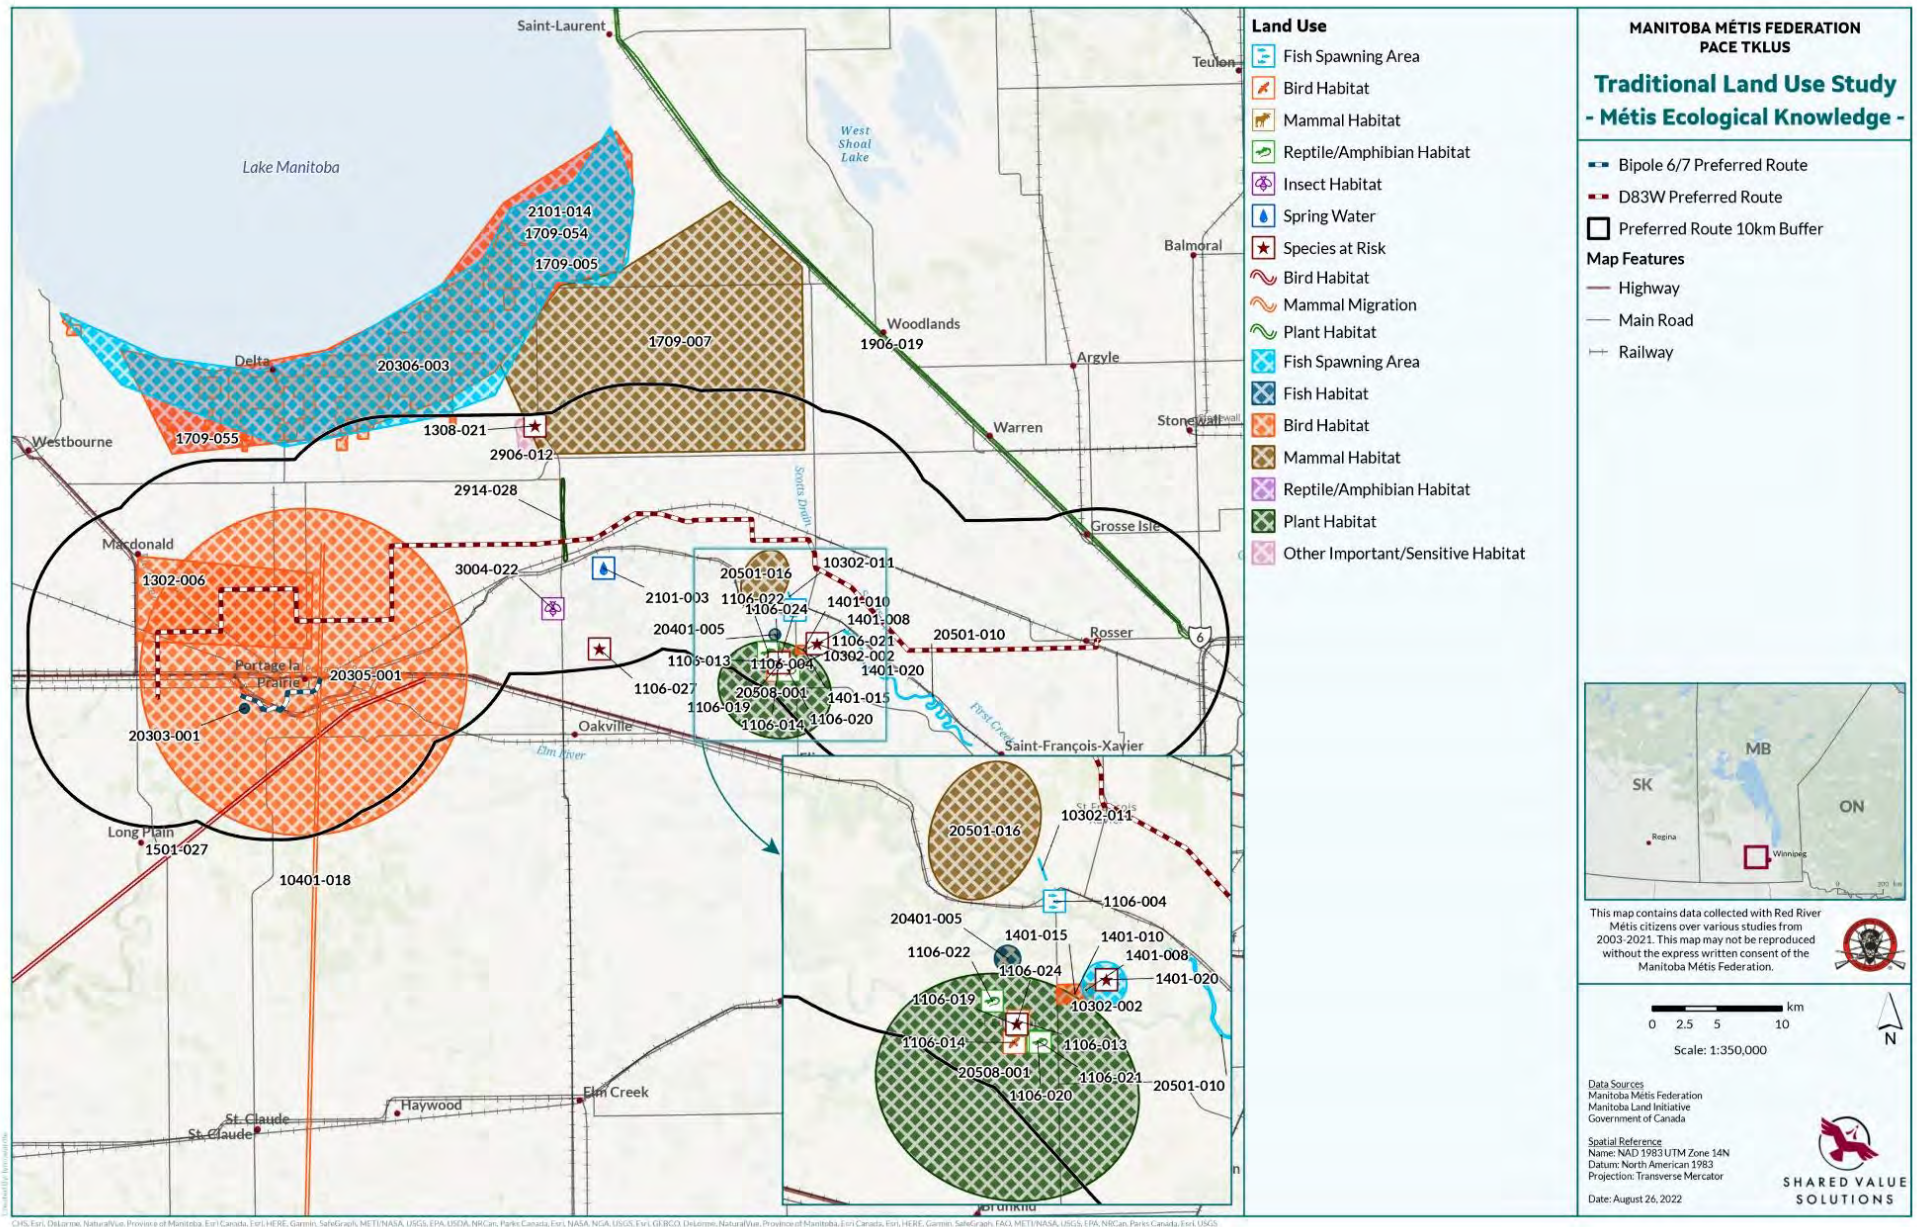 Saint-Laurent
Teulon
West
Shoal
Lake
Lake Manitoba
2101-014
1709-054
1709-005
Balmoral
Woodlands
1906-019
1709-007
Argyle
Delta
20306-003
Stonewall
Warren
1308-021
1709-055
Westbourne
2906-012
2914-028
Scotts Drain
Grosse Isle
Macdonald
1302-006
3004-022
2101-003
20501-016
10302-011
1106-022
1106-024
1401-010
1401-008
20401-005
1106-021
20501-010
Rosser
6
1106-013
1106-004
10302-002
1401-020
Portage la
Prairie
20305-001
1106-027
20508-001
1401-015
1106-019
1106-014
1106-020
20303-001
Oakville
Elm River
First Creek
Saint-François-Xavier
Long Plain
1501-027
10401-018
Haywood
Elm Creek
St. Claude
St. Claude
20501-016
10302-011
1106-004
20401-005
1401-015
1401-010
1106-022
1401-008
1106-024
1401-020
1106-019
10302-002
1106-014
1106-013
20508-001
1106-021
20501-010
1106-020
Land Use
Fish Spawning Area
Bird Habitat
Mammal Habitat
Reptile/Amphibian Habitat
Insect Habitat
Spring Water
Species at Risk
Bird Habitat
Mammal Migration
Plant Habitat
Fish Spawning Area
Fish Habitat
Bird Habitat
Mammal Habitat
Reptile/Amphibian Habitat
Plant Habitat
Other Important/Sensitive Habitat
MANITOBA MÉTIS FEDERATION
PACE TKLUS
Traditional Land Use Study
- Métis Ecological Knowledge -
Bipole 6/7 Preferred Route
D83W Preferred Route
Preferred Route 10km Buffer
Map Features
Highway
Main Road
Railway
MB
SK
ON
Regina
Winnipeg
0 200 km
This map contains data collected with Red River
Métis citizens over various studies from
2003-2021. This map may not be reproduced
without the express written consent of the
Manitoba Métis Federation.
km
0 2.5 5 10
N
Scale: 1:350,000
Data Sources
Manitoba Métis Federation
Manitoba Land Initiative
Government of Canada
Spatial Reference
Name: NAD 1983 UTM Zone 14N
Datum: North American 1983
Projection: Transverse Mercator
Date: August 26, 2022
SHARED VALUE
SOLUTIONS